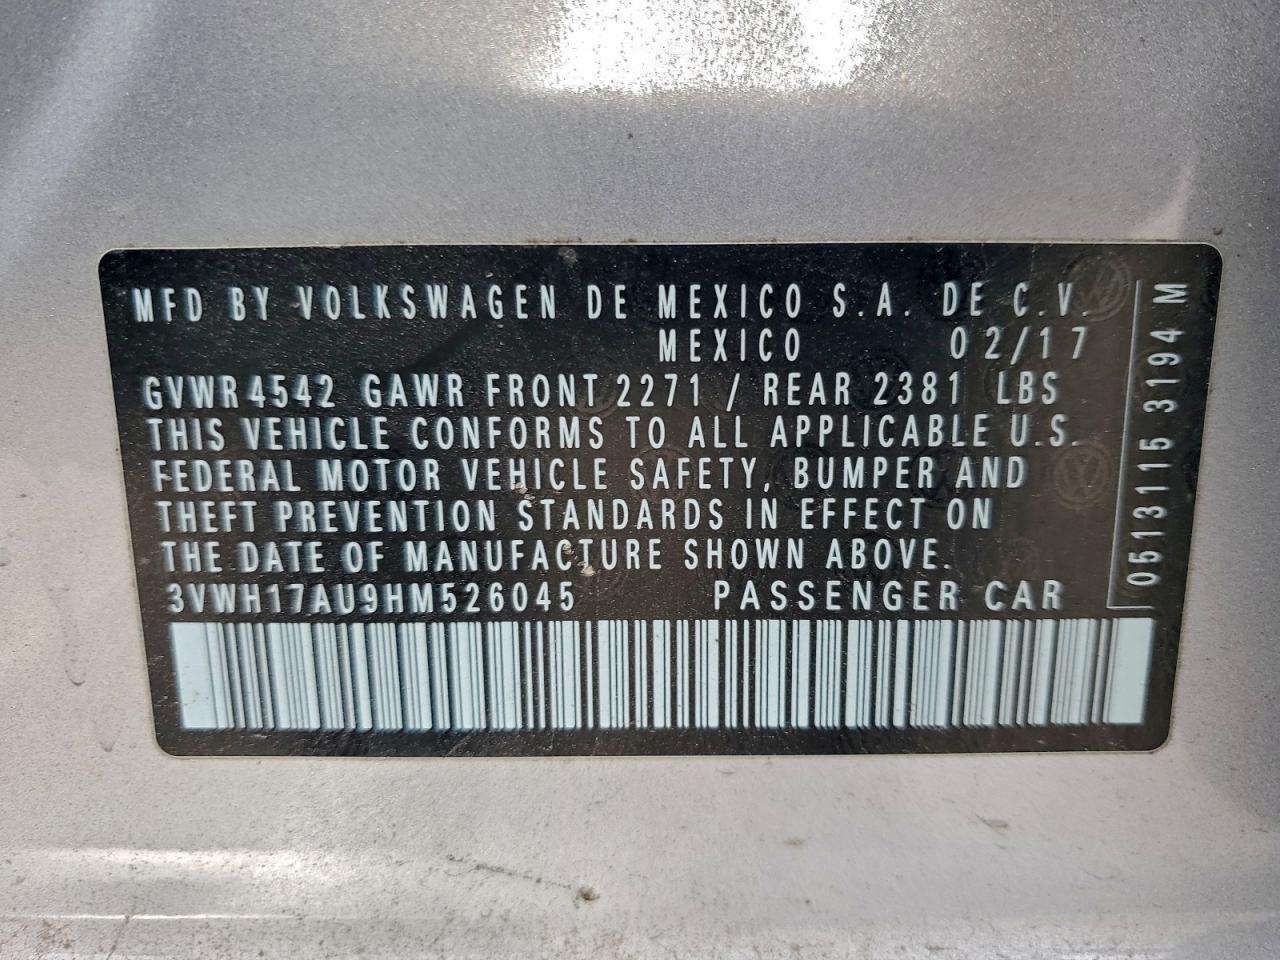 MFD BY VOLKSWAGEN DE MEXICO S.A. DE C.V.
MEXICO 02/17
GVWR 4542 GAWR FRONT 2271 / REAR 2381 LBS
THIS VEHICLE CONFORMS TO ALL APPLICABLE U.S.
FEDERAL MOTOR VEHICLE SAFETY, BUMPER AND
THEFT PREVENTION STANDARDS IN EFFECT ON
THE DATE OF MANUFACTURE SHOWN ABOVE.
3VWH17AU9HM526045 PASSENGER CAR
0513115 3194 M